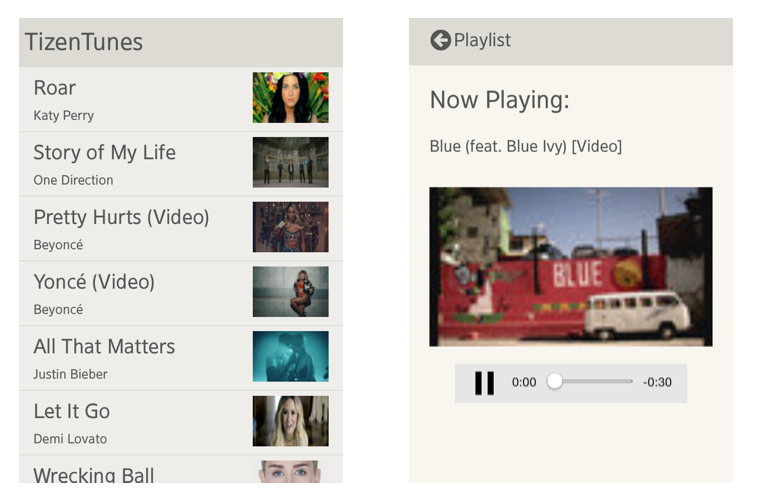 TizenTunes
Roar
Katy Perry
Story of My Life
One Direction
Pretty Hurts (Video)
Beyoncé
Yoncé (Video)
Beyoncé
All That Matters
Justin Bieber
Let It Go
Demi Lovato
Wrecking Ball
Playlist
Now Playing:
Blue (feat. Blue Ivy) [Video]
BLUE
0:00 -0:30